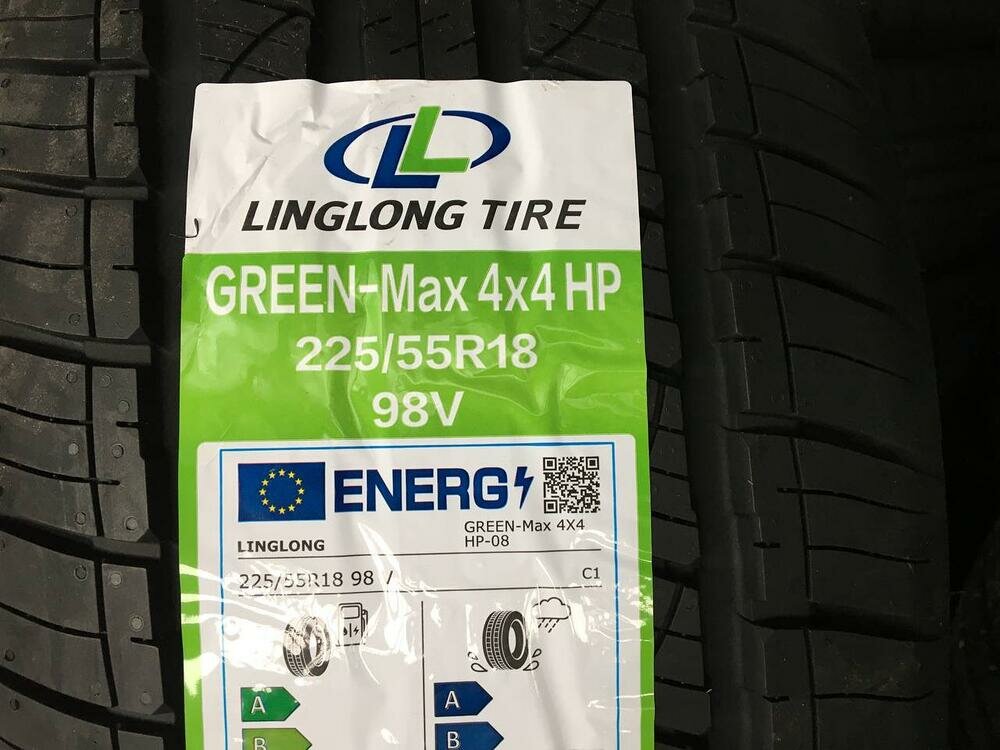 LL
LINGLONG TIRE
GREEN-Max 4x4 HP
225/55R18
98V
ENERG
LINGLONG
GREEN-Max 4X4
HP-08
225/55R18 98 V
C1
A
A
B
B